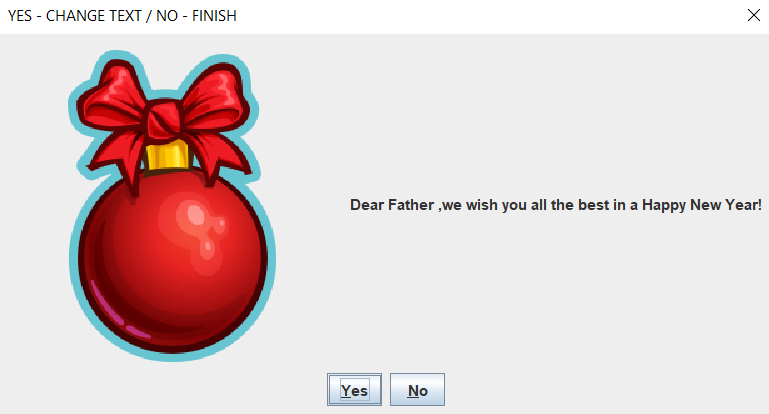 YES - CHANGE TEXT / NO - FINISH
Dear Father ,we wish you all the best in a Happy New Year!
Yes
No